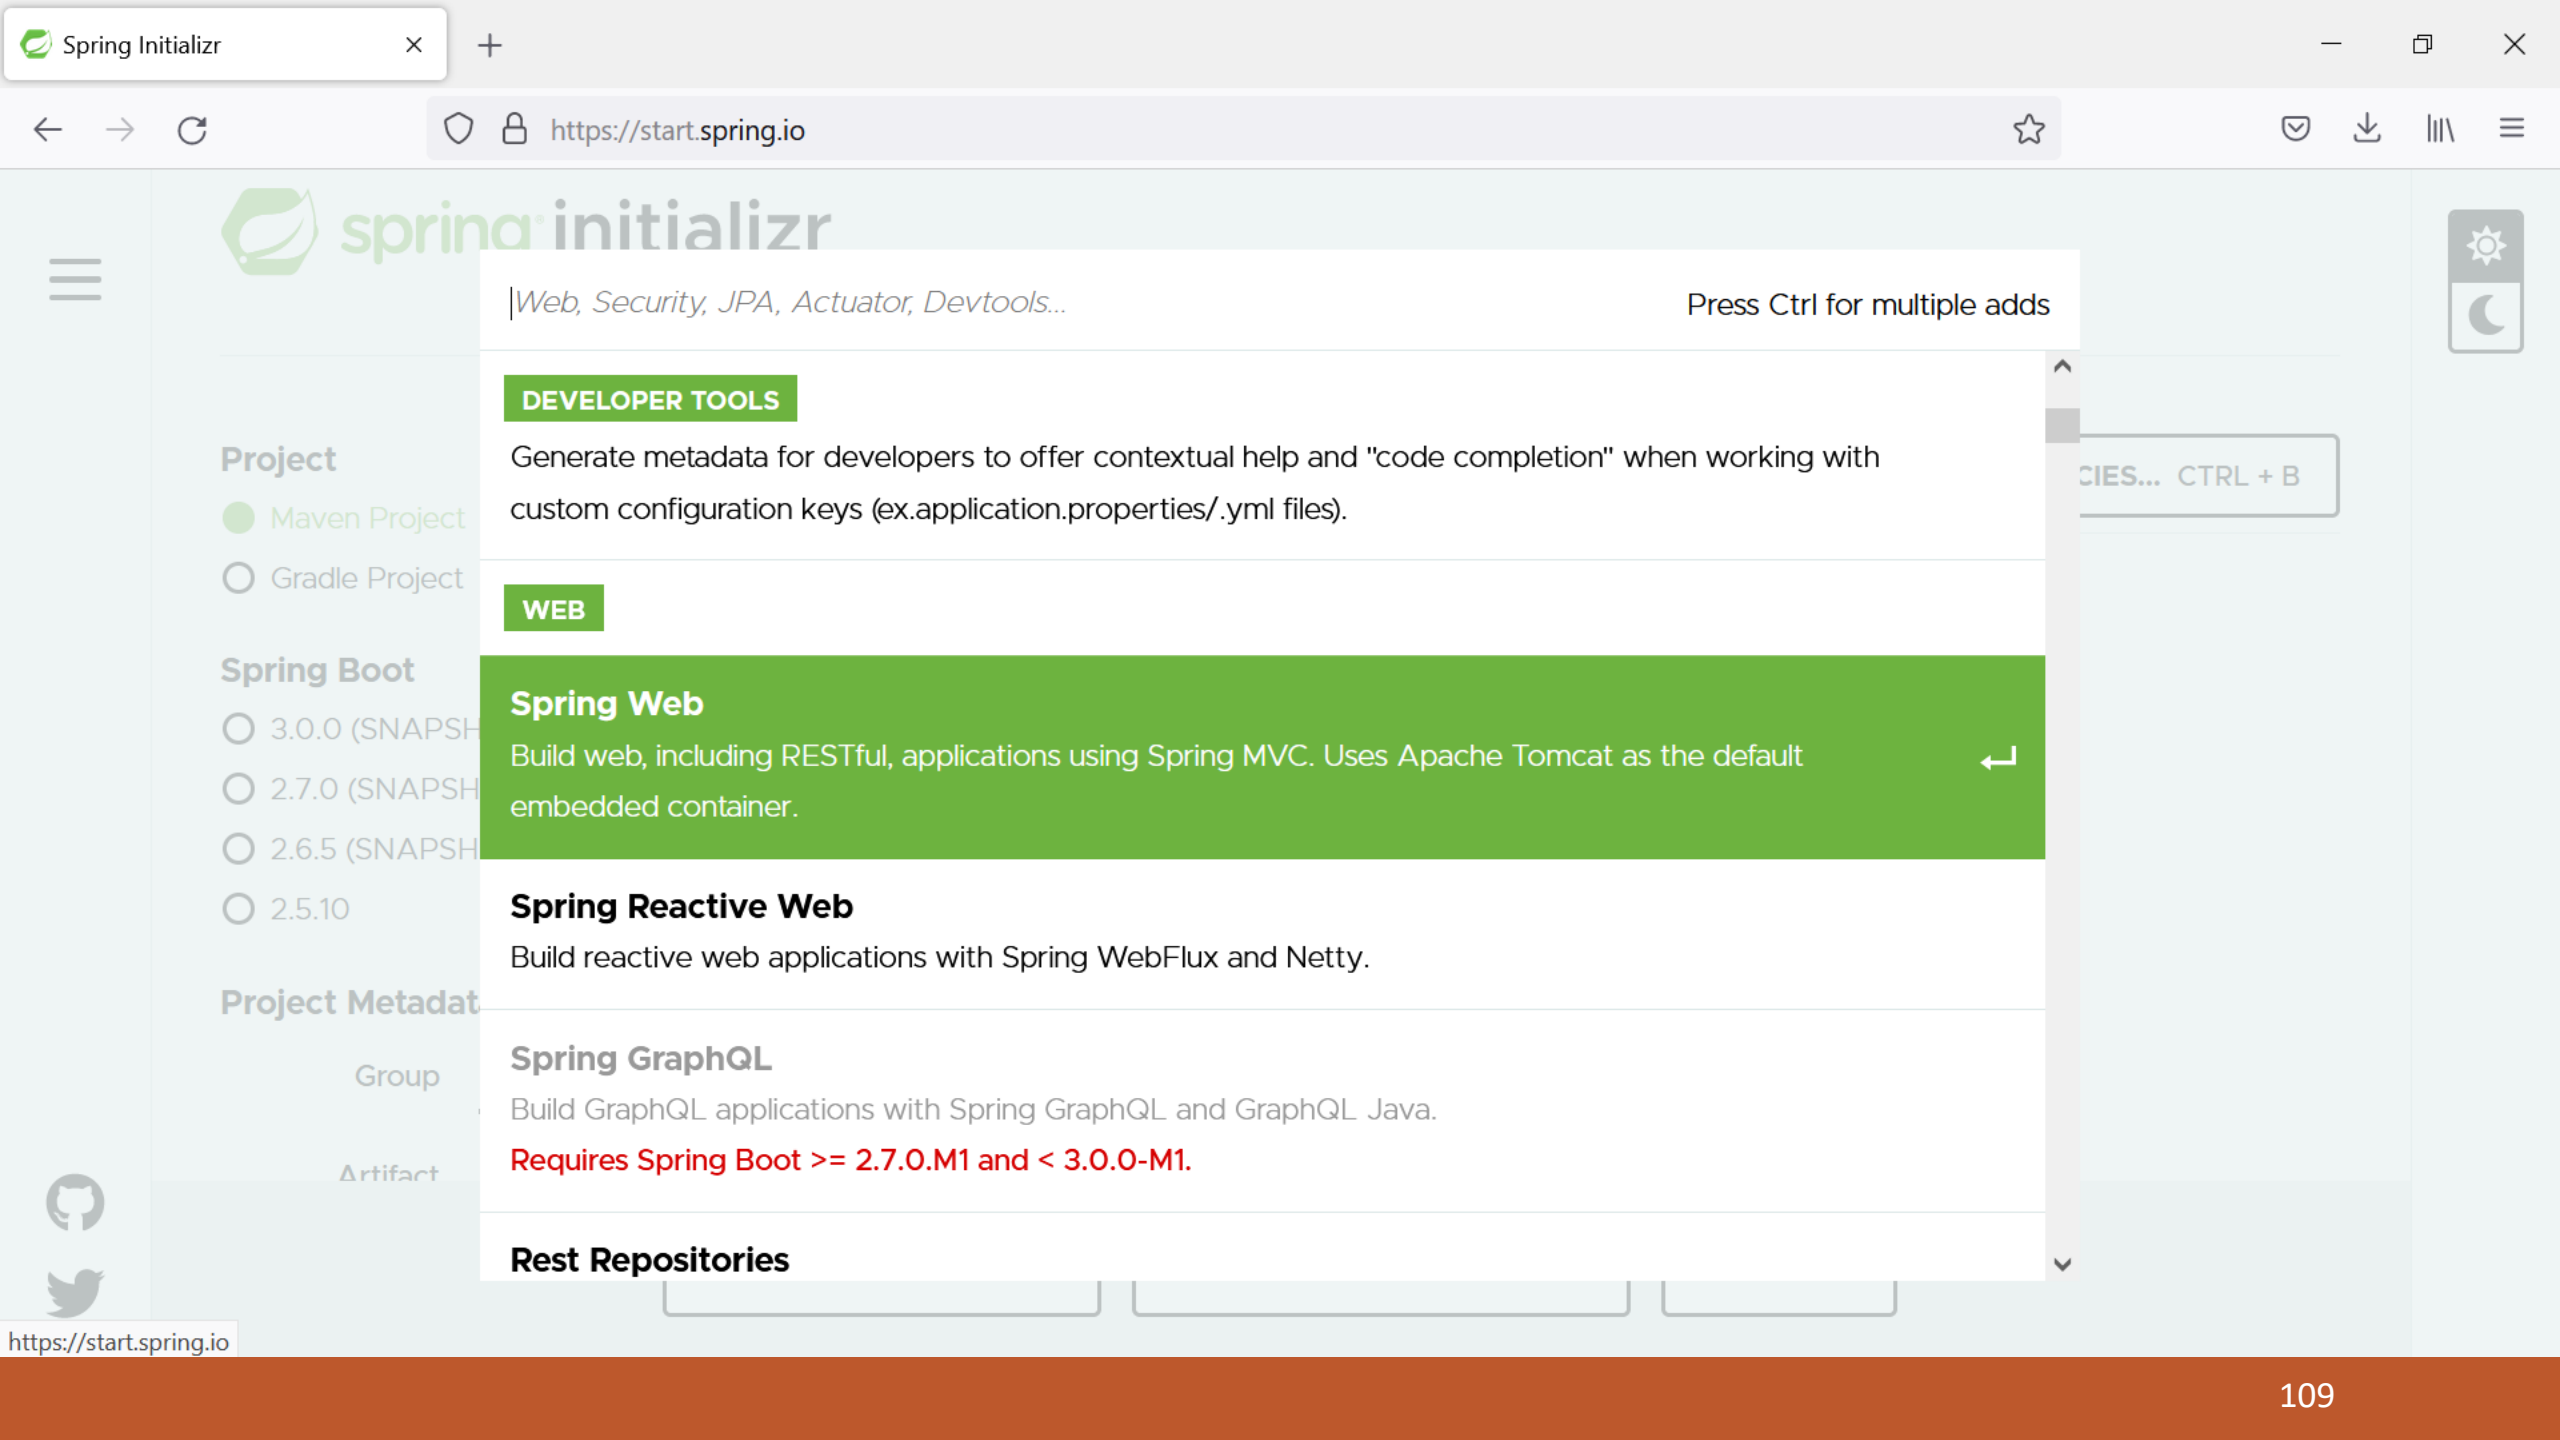 Spring Initializr
https://start.spring.io
spring initializr
Web, Security, JPA, Actuator, Devtools...
Press Ctrl for multiple adds
DEVELOPER TOOLS
Generate metadata for developers to offer contextual help and "code completion" when working with
custom configuration keys (ex.application.properties/.yml files).
WEB
Spring Web
Build web, including RESTful, applications using Spring MVC. Uses Apache Tomcat as the default
embedded container.
Spring Reactive Web
Build reactive web applications with Spring WebFlux and Netty.
Spring GraphQL
Build GraphQL applications with Spring GraphQL and GraphQL Java.
Requires Spring Boot >= 2.7.0.M1 and < 3.0.0-M1.
Rest Repositories
Project
Maven Project
Gradle Project
Spring Boot
3.0.0 (SNAPSH
2.7.0 (SNAPSH
2.6.5 (SNAPSH
2.5.10
Project Metadat
Group
Artifact
CIES... CTRL + B
https://start.spring.io
109